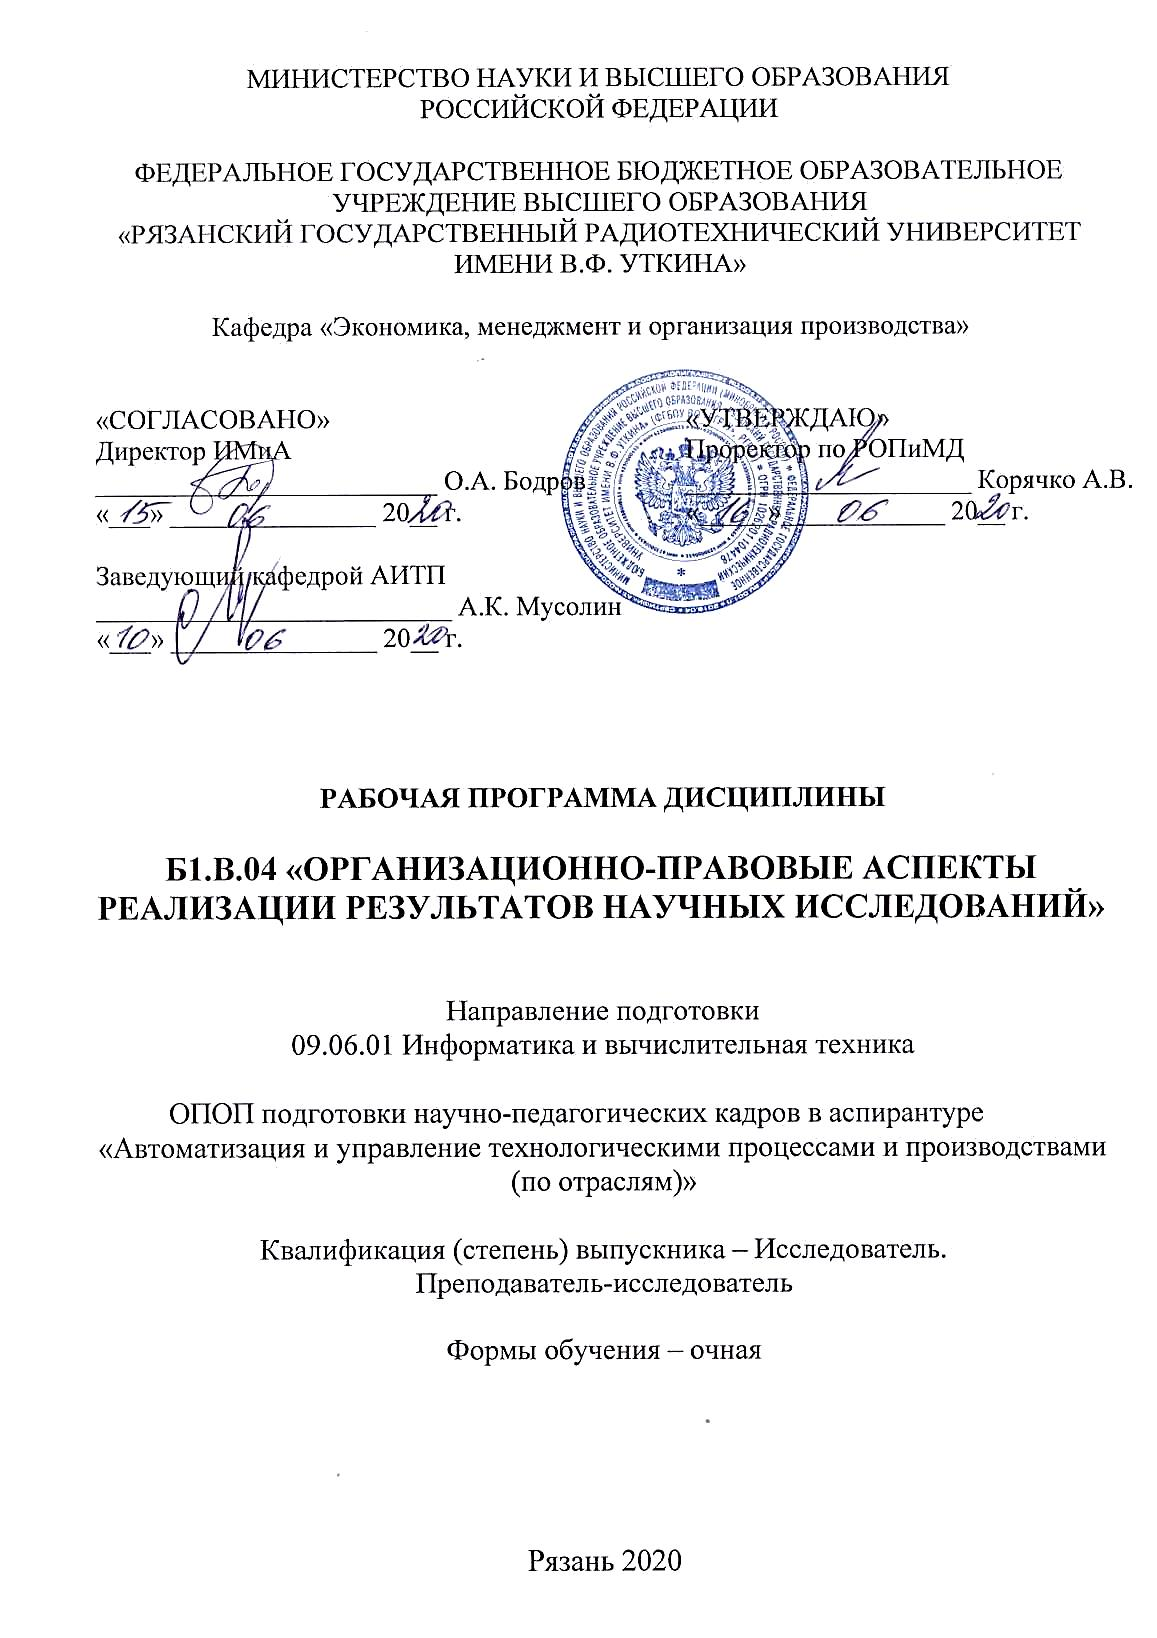 МИНИСТЕРСТВО НАУКИ И ВЫСШЕГО ОБРАЗОВАНИЯ
РОССИЙСКОЙ ФЕДЕРАЦИИ
ФЕДЕРАЛЬНОЕ ГОСУДАРСТВЕННОЕ БЮДЖЕТНОЕ ОБРАЗОВАТЕЛЬНОЕ
УЧРЕЖДЕНИЕ ВЫСШЕГО ОБРАЗОВАНИЯ
«РЯЗАНСКИЙ ГОСУДАРСТВЕННЫЙ РАДИОТЕХНИЧЕСКИЙ УНИВЕРСИТЕТ
ИМЕНИ В.Ф. УТКИНА»
Кафедра «Экономика, менеджмент и организация производства»
«СОГЛАСОВАНО»
Директор ИМиА
О.А. Бодров
«15» 06 2020 г.
Заведующий кафедрой АИТП
А.К. Мусолин
«10» 06 2020 г.
«УТВЕРЖДАЮ»
Проректор по РОПиМД
Корячко А.В.
«16» 06 2020 г.
РАБОЧАЯ ПРОГРАММА ДИСЦИПЛИНЫ
Б1.В.04 «ОРГАНИЗАЦИОННО-ПРАВОВЫЕ АСПЕКТЫ
РЕАЛИЗАЦИИ РЕЗУЛЬТАТОВ НАУЧНЫХ ИССЛЕДОВАНИЙ»
Направление подготовки
09.06.01 Информатика и вычислительная техника
ОПОП подготовки научно-педагогических кадров в аспирантуре
«Автоматизация и управление технологическими процессами и производствами
(по отраслям)»
Квалификация (степень) выпускника – Исследователь.
Преподаватель-исследователь
Формы обучения – очная
Рязань 2020